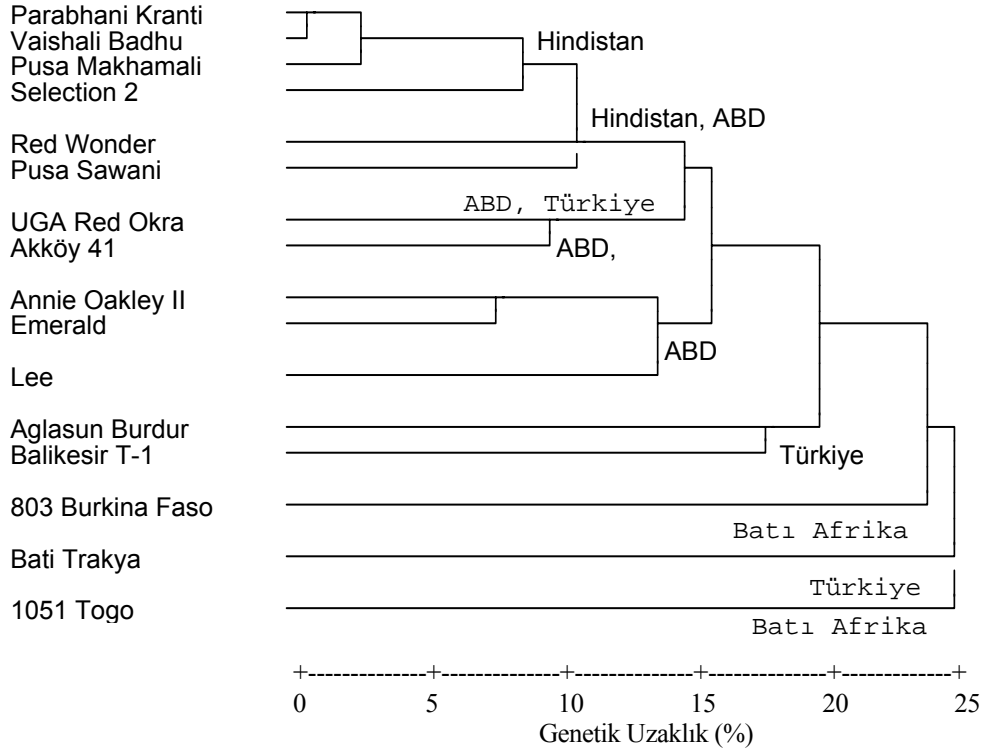 Parabhani Kranti
Vaishali Badhu
Hindistan
Pusa Makhamali
Selection 2
Hindistan, ABD
Red Wonder
Pusa Sawani
ABD, Türkiye
UGA Red Okra
Akköy 41
ABD,
Annie Oakley II
Emerald
ABD
Lee
Aglasun Burdur
Balikesir T-1
Türkiye
803 Burkina Faso
Batı Afrika
Bati Trakya
Türkiye
1051 Togo
Batı Afrika
+-------------+-------------+-------------+-------------+-------------+
0 5 10 15 20 25
Genetik Uzaklık (%)